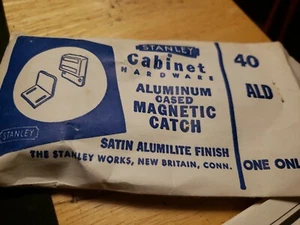 STANLEY
Cabinet
HARDWARE
40
ALUMINUM
CASED
MAGNETIC
CATCH
ALD
STANLEY
SATIN ALUMILITE FINISH
THE STANLEY WORKS, NEW BRITAIN, CONN.
ONE ONL